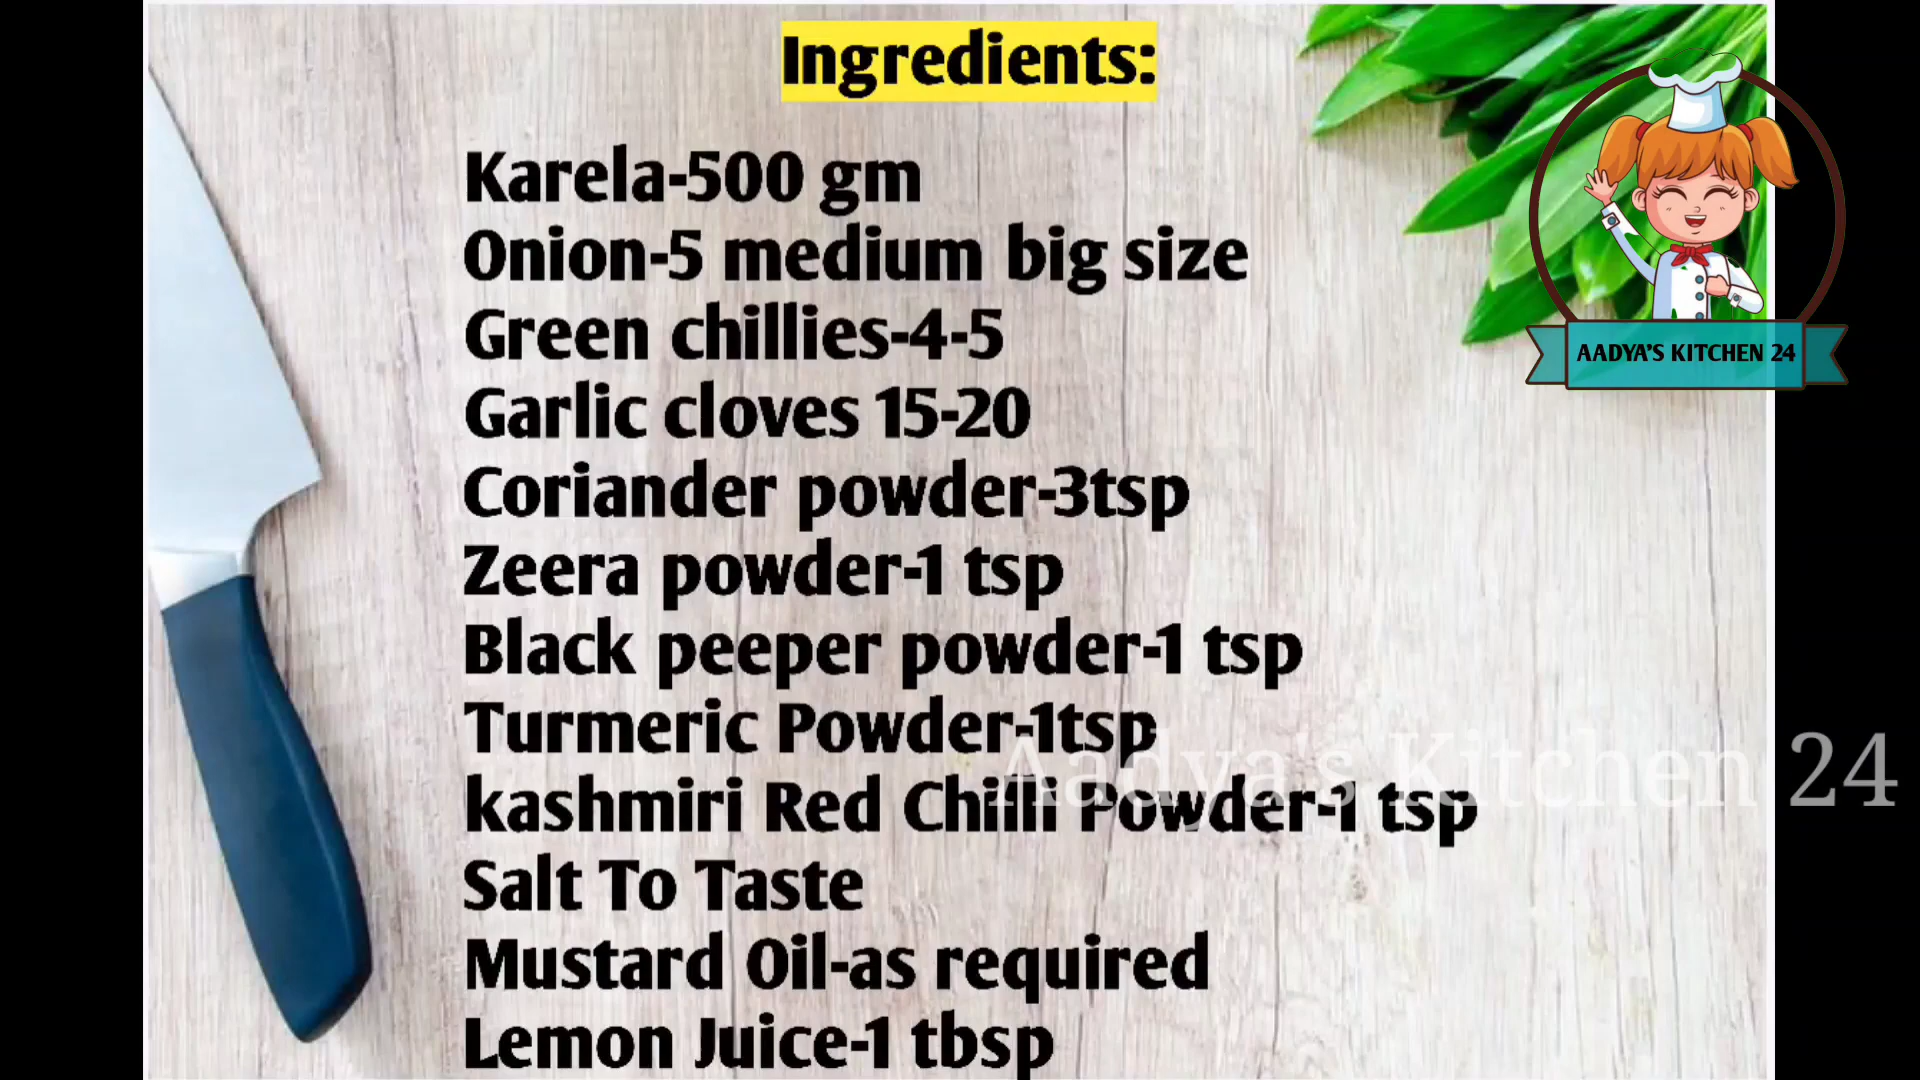 Ingredients:
Karela-500 gm
Onion-5 medium big size
Green chillies-4-5
Garlic cloves 15-20
Coriander powder-3tsp
Zeera powder-1 tsp
Black peeper powder-1 tsp
Turmeric Powder-1tsp
kashmiri Red Chilli Powder-1 tsp
Salt To Taste
Mustard Oil-as required
Lemon Juice-1 tbsp
AADYA'S KITCHEN 24
Aadya's Kitchen 24